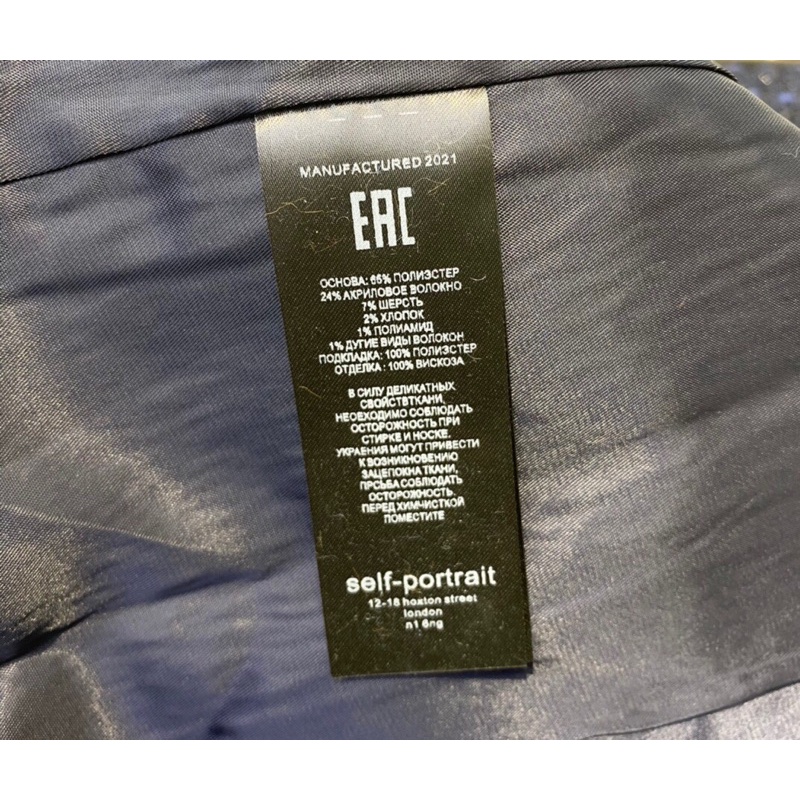 MANUFACTURED 2021
EAC
ОСНОВА: 65% ПОЛИЭСТЕР
24% АКРИЛОВОЕ ВОЛОКНО
7% ШЕРСТЬ
2% ХЛОПОК
1% ПОЛИАМИД
1% ДУГИЕ ВИДЫ ВОЛОКОН
ПОДКЛАДКА: 100% ПОЛИЭСТЕР
ОТДЕЛКА : 100% ВИСКОЗА
В СИЛУ ДЕЛИКАТНЫХ
СВОЙСТВТКАНИ,
НЕОБХОДИМО СОБЛЮДАТЬ
ОСТОРОЖНОСТЬ ПРИ
СТИРКЕ И НОСКЕ.
УКРАЕНИЯ МОГУТ ПРИВЕСТИ
К ВОЗНИКНОВЕНИЮ
ЗАЦЕПОКНА ТКАНИ,
ПРСЬБА СОБЛЮДАТЬ
ОСТОРОЖНОСТЬ.
ПЕРЕД ХИМЧИСТКОЙ
ПОМЕСТИТЕ
self-portrait
12-18 hoxton street
london
n1 6ng